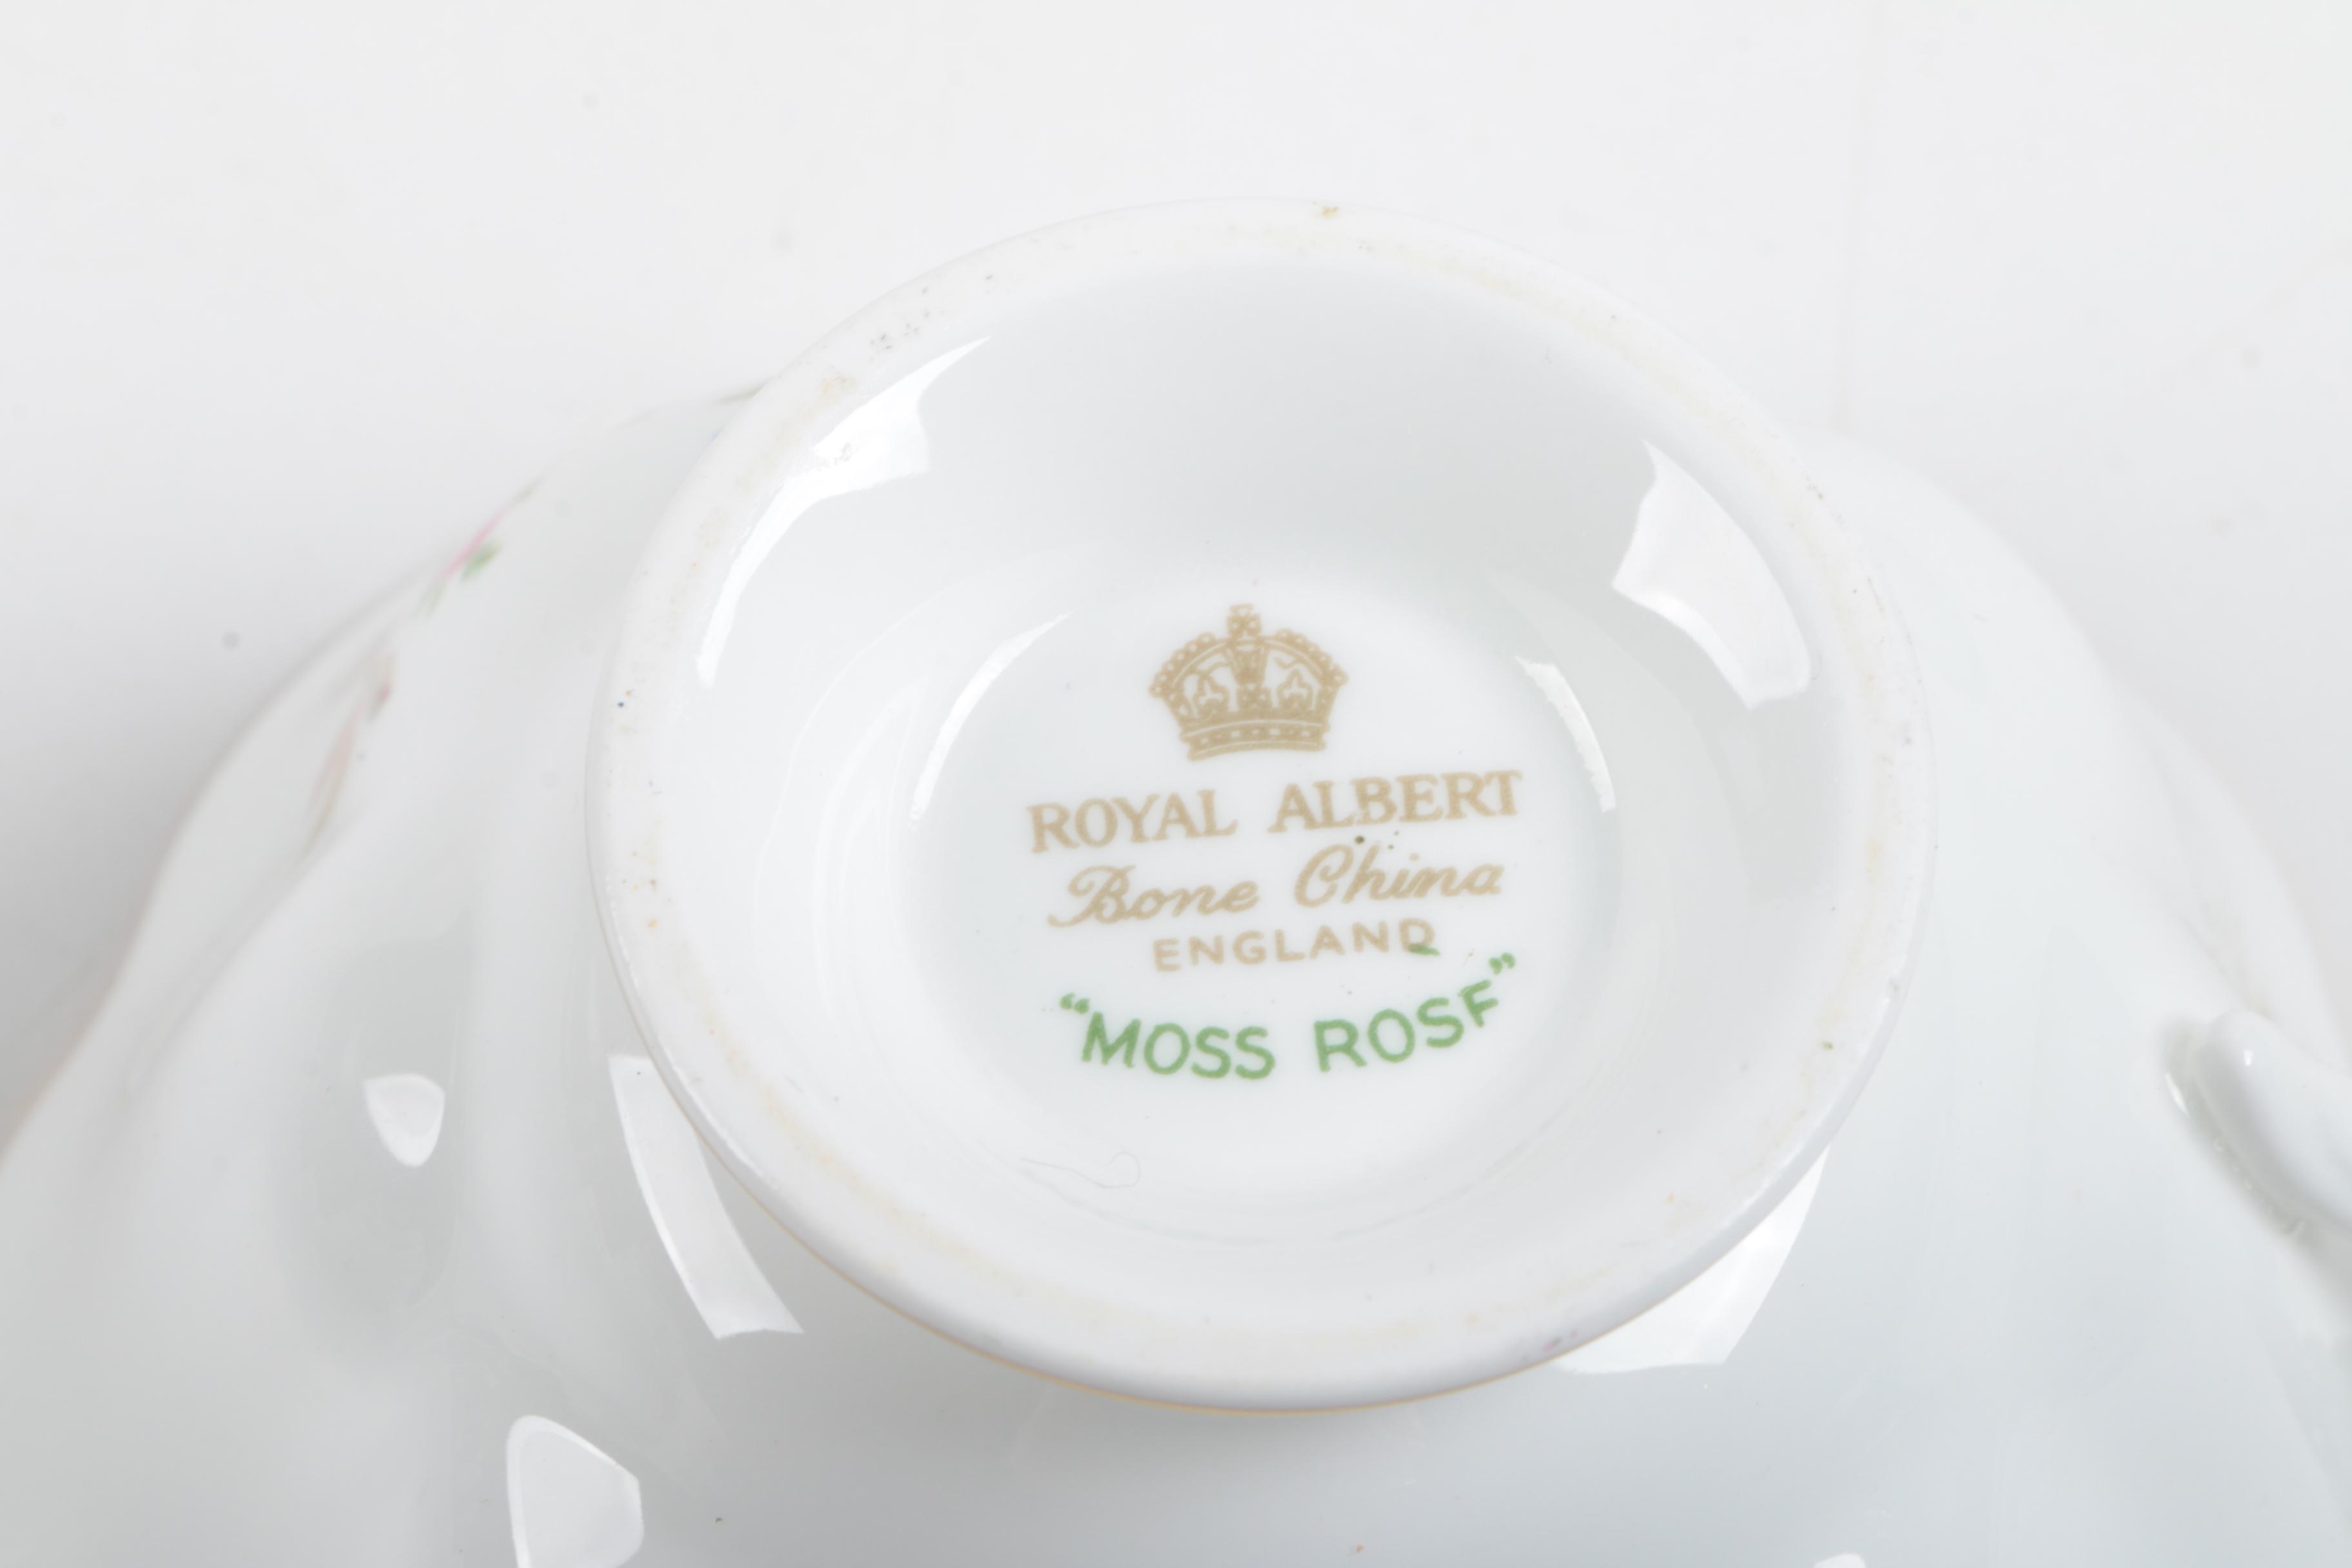 ROYAL ALBERT
Bone China
ENGLAND
“MOSS ROSF”